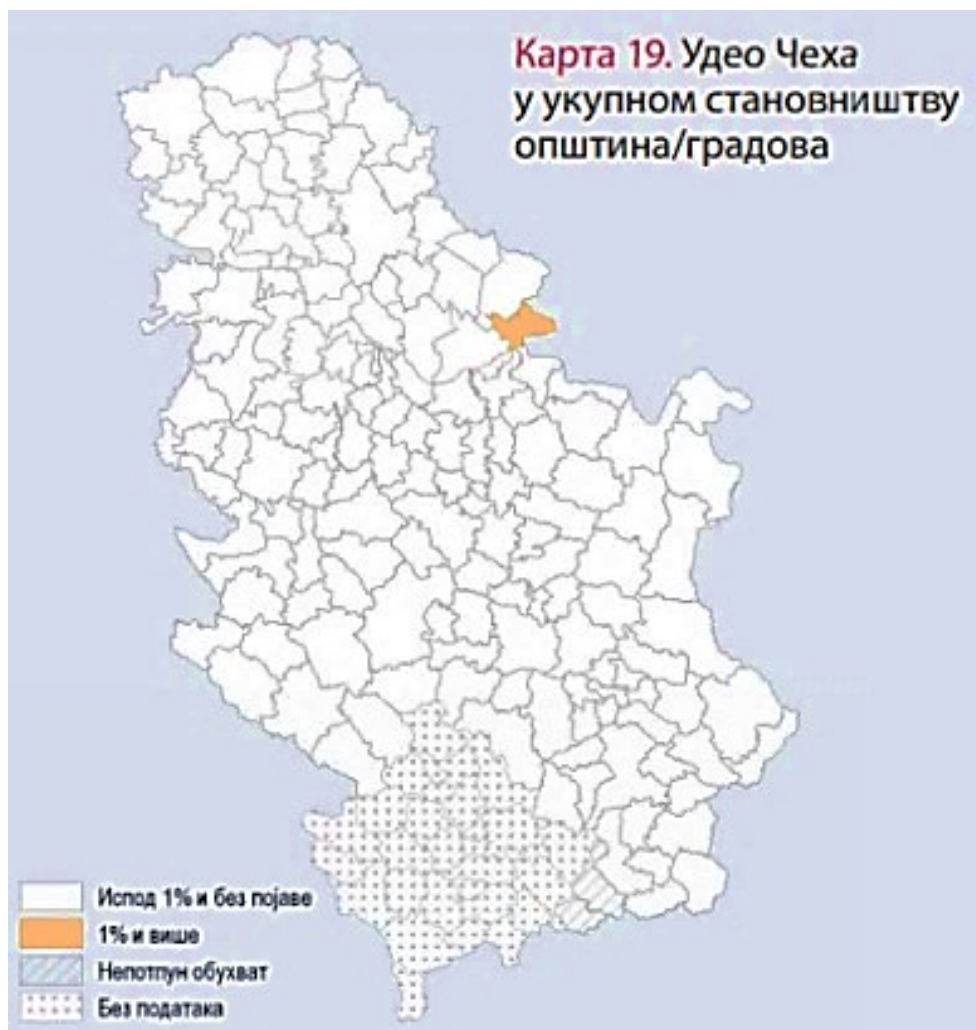 Карта 19. Удео Чеха
у укупном становништву
општина/градова
Испод 1% и без појаве
1% и више
Непотпун обухват
Без података